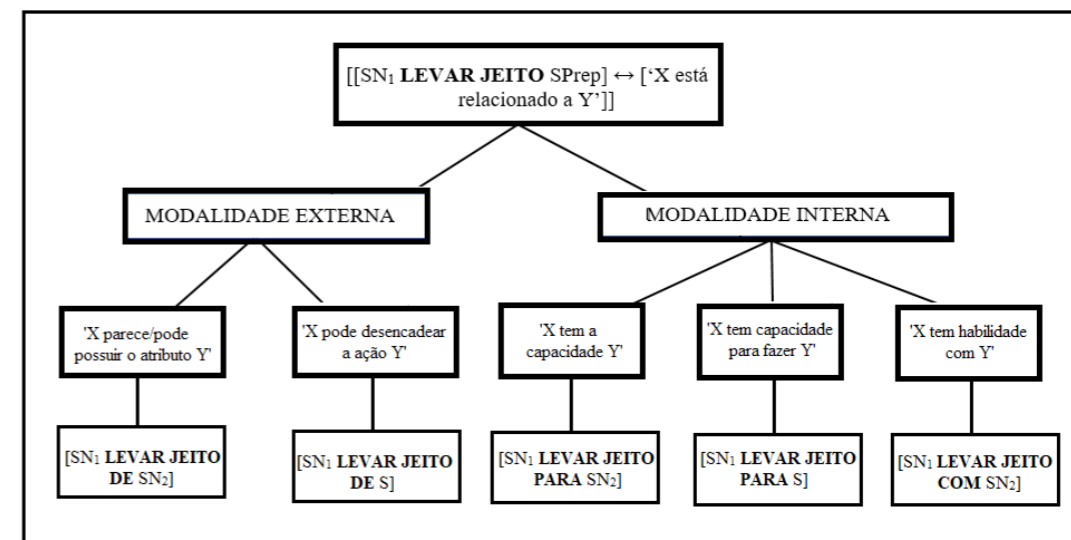 [[SN₁ LEVAR JEITO SPrep] ↔ ['X está
relacionado a Y']]
MODALIDADE EXTERNA
MODALIDADE INTERNA
'X parece/pode
possuir o atributo Y'
'X pode desencadear
a ação Y'
'X tem a
capacidade Y'
'X tem capacidade
para fazer Y'
'X tem habilidade
com Y'
[SN₁ LEVAR JEITO
DE SN₂]
[SN₁ LEVAR JEITO
DE S]
[SN₁ LEVAR JEITO
PARA SN₂]
[SN₁ LEVAR JEITO
PARA S]
[SN₁ LEVAR JEITO
COM SN₂]